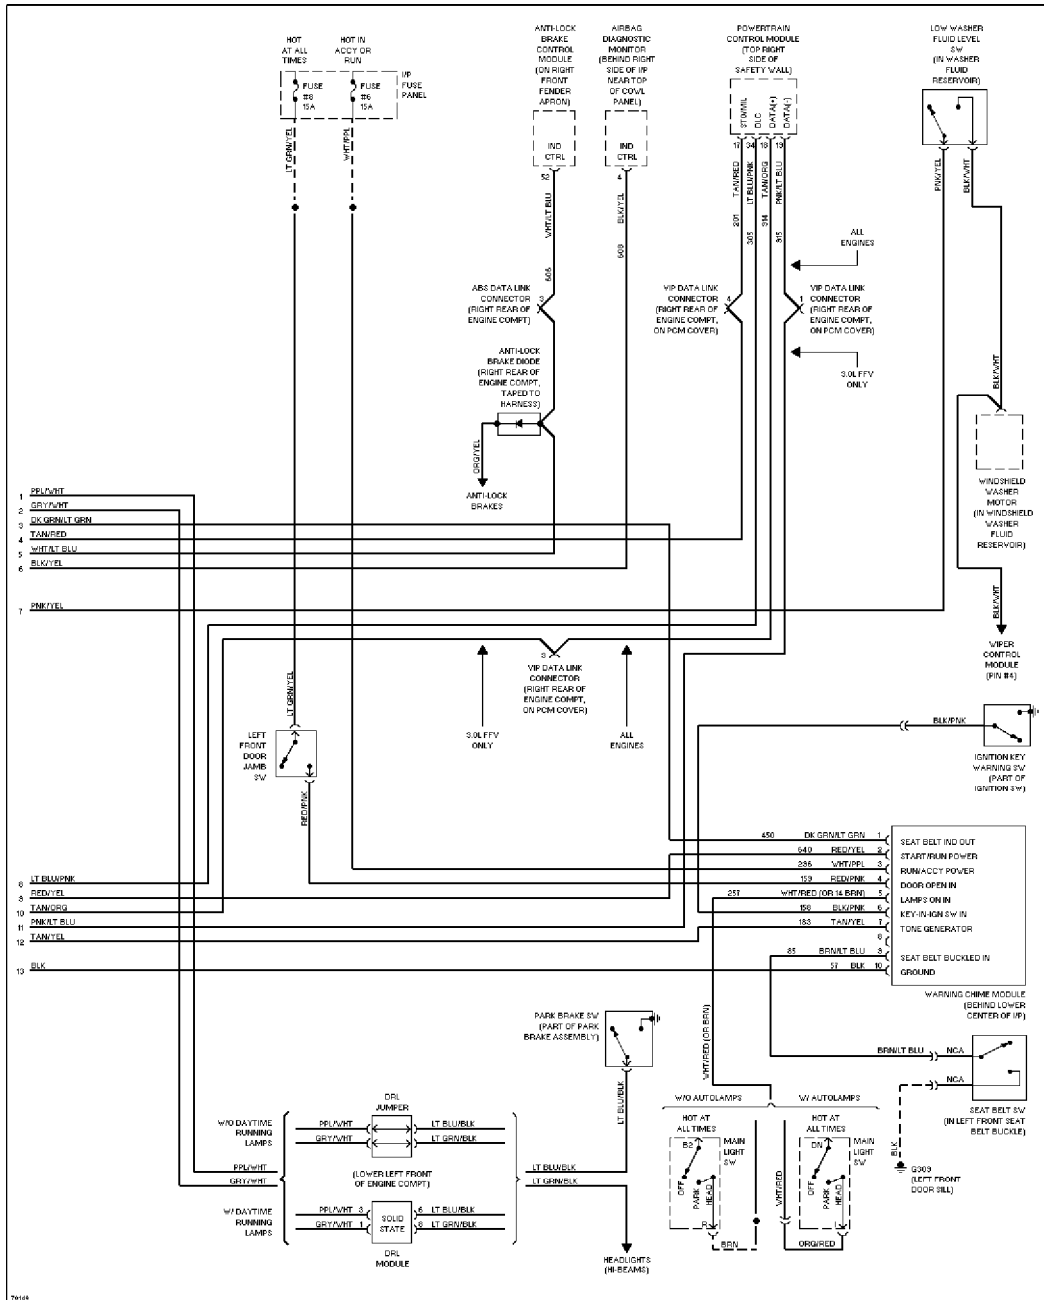 HOT
AT ALL
TIMES
HOT IN
ACCY OR
RUN
I/P
FUSE
PANEL
FUSE
#8
15A
FUSE
#6
15A
LT GRN/YEL
WHT/PPL
ANTI-LOCK
BRAKE
CONTROL
MODULE
(ON RIGHT
FRONT
FENDER
APRON)
IND
CTRL
52
WHT/LT BLU
606
AIRBAG
DIAGNOSTIC
MONITOR
(BEHIND RIGHT
SIDE OF I/P
NEAR TOP
OF COWL
PANEL)
IND
CTRL
4
BLK/YEL
608
POWERTRAIN
CONTROL MODULE
(TOP RIGHT
SIDE OF
SAFETY WALL)
STO/MIL
DLC
DATA(+)
DATA(-)
17 34 18 19
TAN/RED
LT BLU/PNK
TAN/ORG
PNK/LT BLU
201
305
914
915
LOW WASHER
FLUID LEVEL
SW
(IN WASHER
FLUID
RESERVOIR)
PNK/YEL
BLK/WHT
ALL
ENGINES
ABS DATA LINK
CONNECTOR
(RIGHT REAR OF
ENGINE COMPT)
3
VIP DATA LINK
CONNECTOR
(RIGHT REAR OF
ENGINE COMPT,
ON PCM COVER)
4
1
VIP DATA LINK
CONNECTOR
(RIGHT REAR OF
ENGINE COMPT,
ON PCM COVER)
3.0L FFV
ONLY
ANTI-LOCK
BRAKE DIODE
(RIGHT REAR OF
ENGINE COMPT,
TAPED TO
HARNESS)
ORG/YEL
ANTI-LOCK
BRAKES
BLK/WHT
WINDSHIELD
WASHER
MOTOR
(IN WINDSHIELD
WASHER
FLUID
RESERVOIR)
BLK/WHT
WIPER
CONTROL
MODULE
(PIN #4)
1 PPL/WHT
2 GRY/WHT
3 DK GRN/LT GRN
4 TAN/RED
5 WHT/LT BLU
6 BLK/YEL
7 PNK/YEL
3
VIP DATA LINK
CONNECTOR
(RIGHT REAR OF
ENGINE COMPT,
ON PCM COVER)
3.0L FFV
ONLY
ALL
ENGINES
LT GRN/YEL
LEFT
FRONT
DOOR
JAMB
SW
RED/PNK
BLK/PNK
IGNITION KEY
WARNING SW
(PART OF
IGNITION SW)
8 LT BLU/PNK
9 RED/YEL
10 TAN/ORG
11 PNK/LT BLU
12 TAN/YEL
13 BLK
450 DK GRN/LT GRN 1 SEAT BELT IND OUT
640 RED/YEL 2 START/RUN POWER
296 WHT/PPL 3 RUN/ACCY POWER
159 RED/PNK 4 DOOR OPEN IN
257 WHT/RED (OR 14 BRN) 5 LAMPS ON IN
158 BLK/PNK 6 KEY-IN-IGN SW IN
183 TAN/YEL 7 TONE GENERATOR
8
85 BRN/LT BLU 9 SEAT BELT BUCKLED IN
57 BLK 10 GROUND
WARNING CHIME MODULE
(BEHIND LOWER
CENTER OF I/P)
PARK BRAKE SW
(PART OF PARK
BRAKE ASSEMBLY)
LT BLU/BLK
WHT/RED (OR BRN)
BRN/LT BLU NCA
NCA
SEAT BELT SW
(IN LEFT FRONT SEAT
BELT BUCKLE)
BLK
G309
(LEFT FRONT
DOOR SILL)
W/O DAYTIME
RUNNING
LAMPS
DRL
JUMPER
PPL/WHT LT BLU/BLK
GRY/WHT LT GRN/BLK
PPL/WHT
GRY/WHT
(LOWER LEFT FRONT
OF ENGINE COMPT)
LT BLU/BLK
LT GRN/BLK
W/ DAYTIME
RUNNING
LAMPS
PPL/WHT 3 6 LT BLU/BLK
GRY/WHT 1 8 LT GRN/BLK
SOLID
STATE
DRL
MODULE
HEADLIGHTS
(HI-BEAMS)
W/O AUTOLAMPS
HOT AT
ALL TIMES
B2
MAIN
LIGHT
SW
OFF
PARK
HEAD
R
BRN
W/ AUTOLAMPS
HOT AT
ALL TIMES
DN
MAIN
LIGHT
SW
OFF
PARK
HEAD
I
WHT/RED
ORG/RED